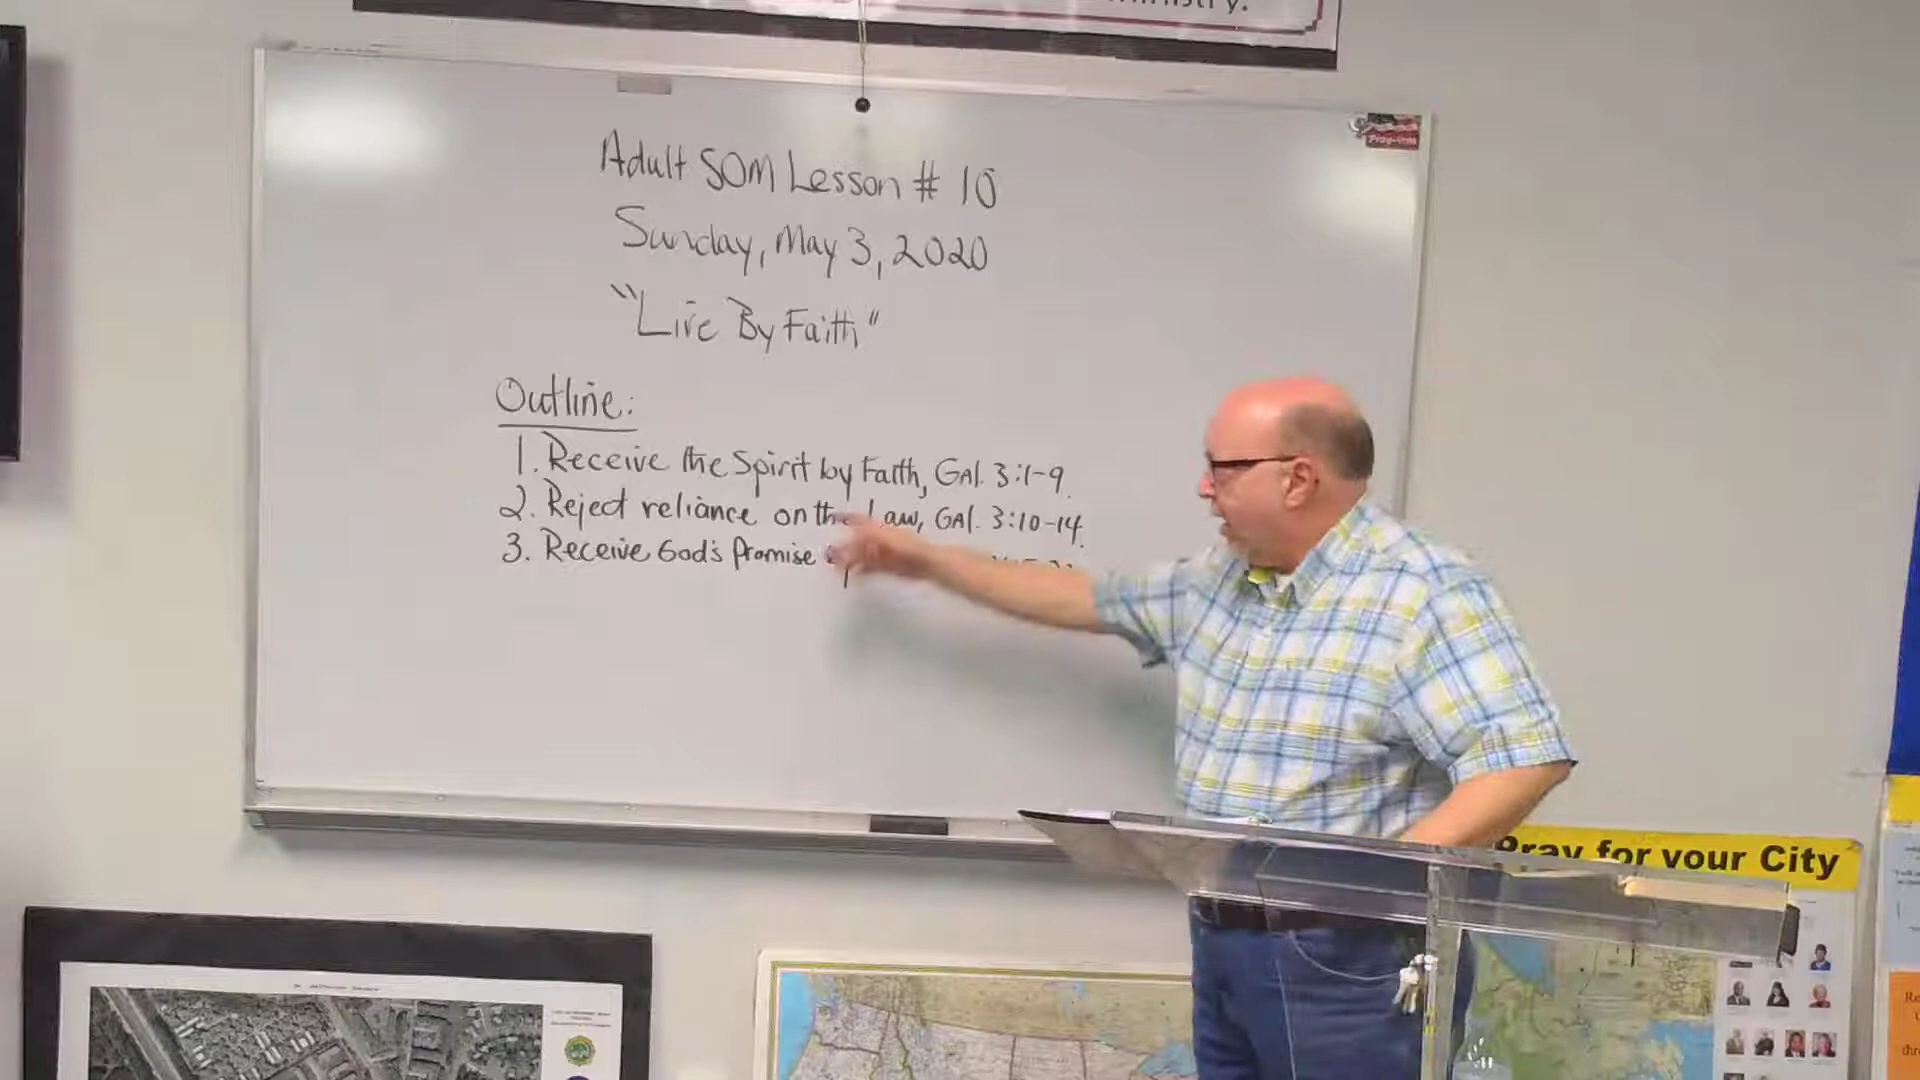 Adult SOM Lesson # 10
Sunday, May 3, 2020
"Live By Faith"
Outline:
1. Receive the Spirit by Faith, GAl. 3:1-9.
2. Reject reliance on the Law, GAl. 3:10-14.
3. Receive God's Promise
Pray for your City